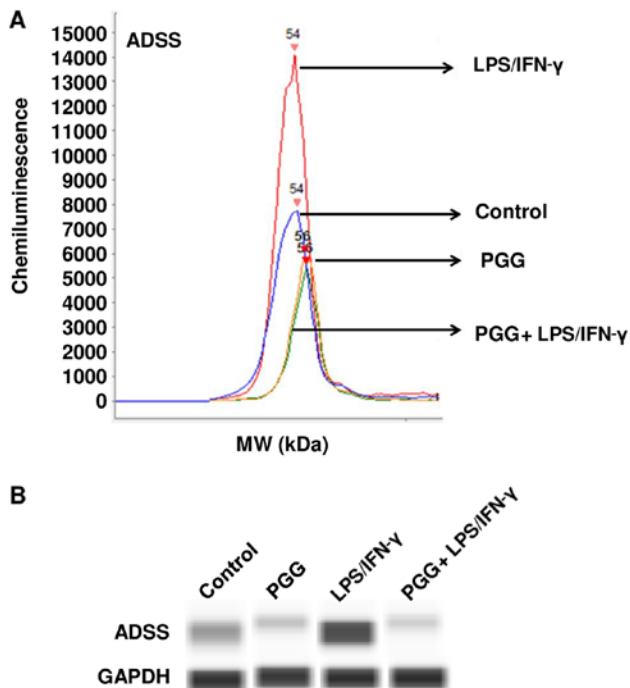 A
ADSS
Chemiluminescence
15000
14000
13000
12000
11000
10000
9000
8000
7000
6000
5000
4000
3000
2000
1000
0
54
LPS/IFN-γ
54
Control
56
56
PGG
PGG+ LPS/IFN-γ
MW (kDa)
B
Control
PGG
LPS/IFN-γ
PGG+ LPS/IFN-γ
ADSS
GAPDH